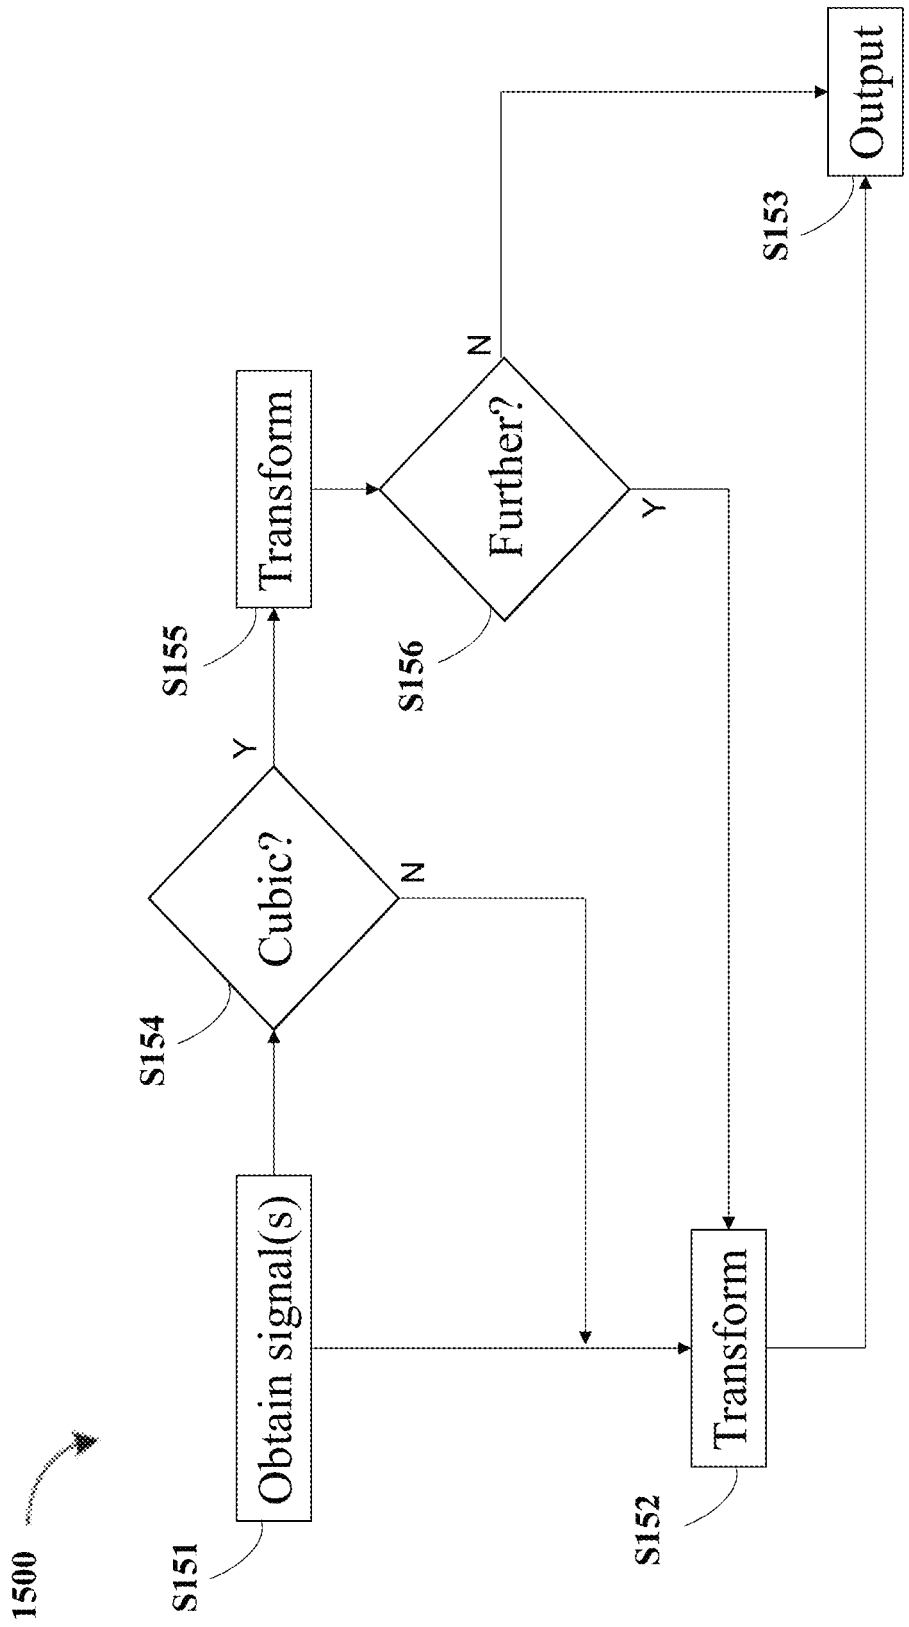 1500
S151
Obtain signal(s)
S154
Cubic?
Y
N
S155
Transform
S156
Further?
N
Y
S152
Transform
S153
Output